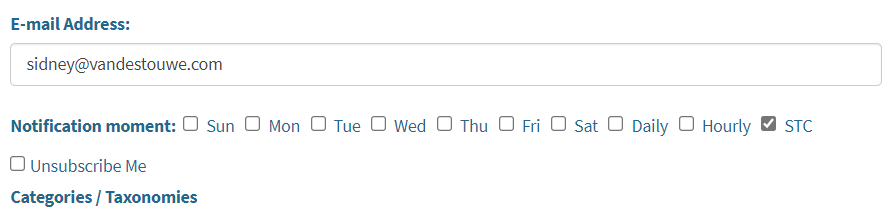 E-mail Address:
sidney@vandestouwe.com
Notification moment: Sun Mon Tue Wed Thu Fri Sat Daily Hourly STC
Unsubscribe Me
Categories / Taxonomies